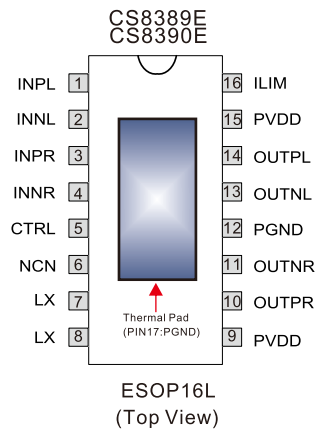 CS8389E
CS8390E
INPL 1 16 ILIM
INNL 2 15 PVDD
INPR 3 14 OUTPL
INNR 4 13 OUTNL
CTRL 5 12 PGND
NCN 6 11 OUTNR
LX 7 10 OUTPR
LX 8 9 PVDD
Thermal Pad
(PIN17:PGND)
ESOP16L
(Top View)